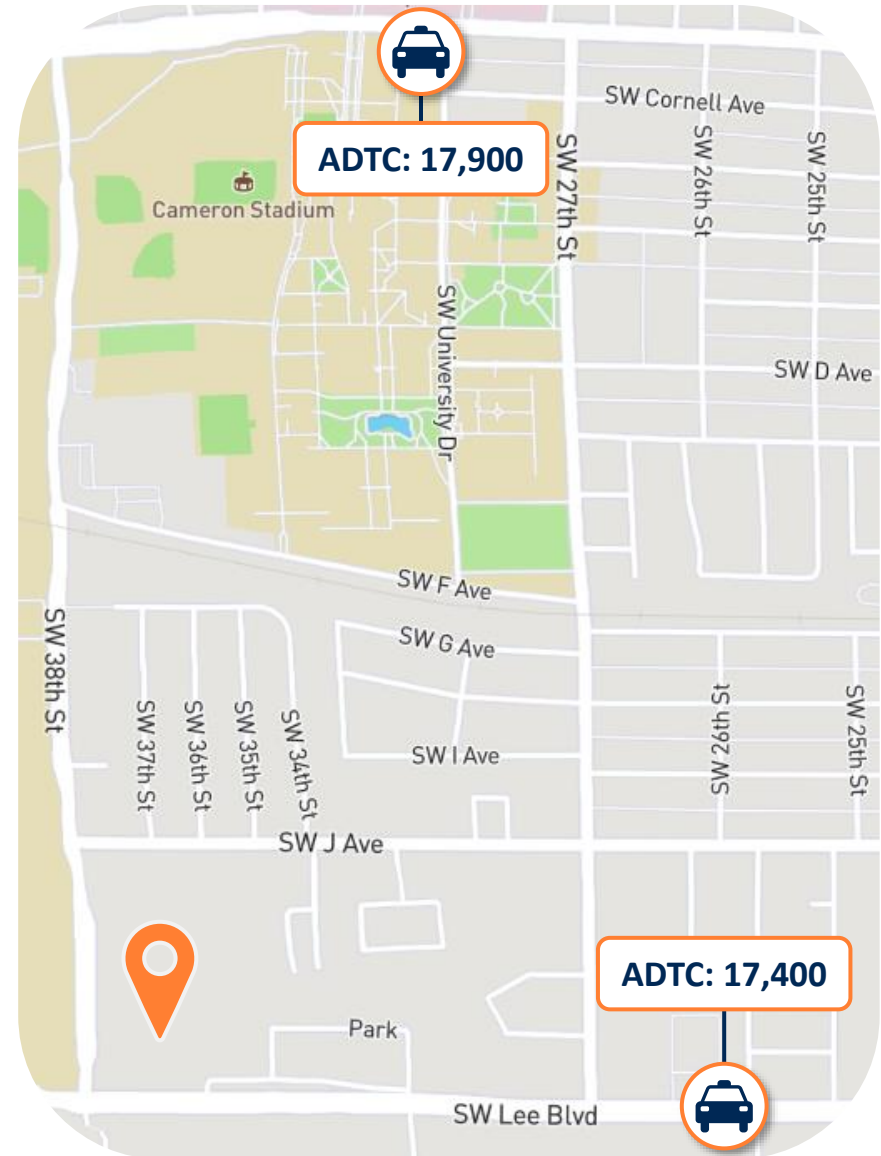 SW Cornell Ave
ADTC: 17,900
SW 27th St
SW 26th St
SW 25th St
Cameron Stadium
SW University Dr
SW D Ave
SW F Ave
SW 38th St
SW G Ave
SW 37th St
SW 36th St
SW 35th St
SW 34th St
SW I Ave
SW 26th St
SW 25th St
SW J Ave
ADTC: 17,400
Park
SW Lee Blvd